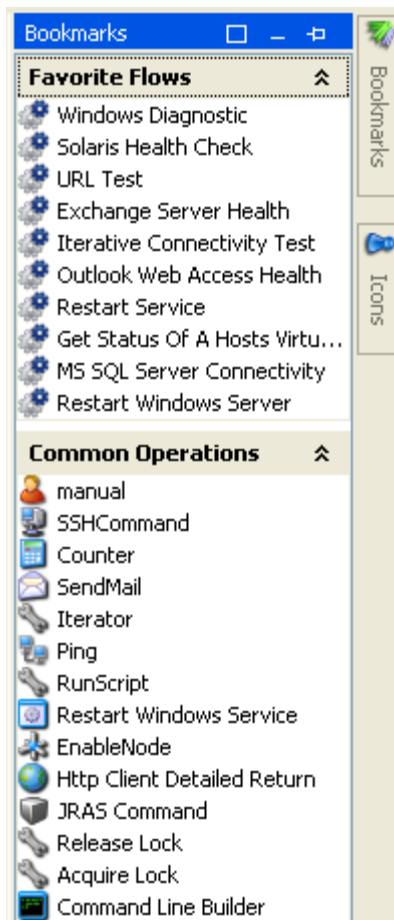 Bookmarks
Favorite Flows
Windows Diagnostic
Solaris Health Check
URL Test
Exchange Server Health
Iterative Connectivity Test
Outlook Web Access Health
Restart Service
Get Status Of A Hosts Virtu...
MS SQL Server Connectivity
Restart Windows Server
Common Operations
manual
SSHCommand
Counter
SendMail
Iterator
Ping
RunScript
Restart Windows Service
EnableNode
Http Client Detailed Return
JRAS Command
Release Lock
Acquire Lock
Command Line Builder
Bookmarks
Icons